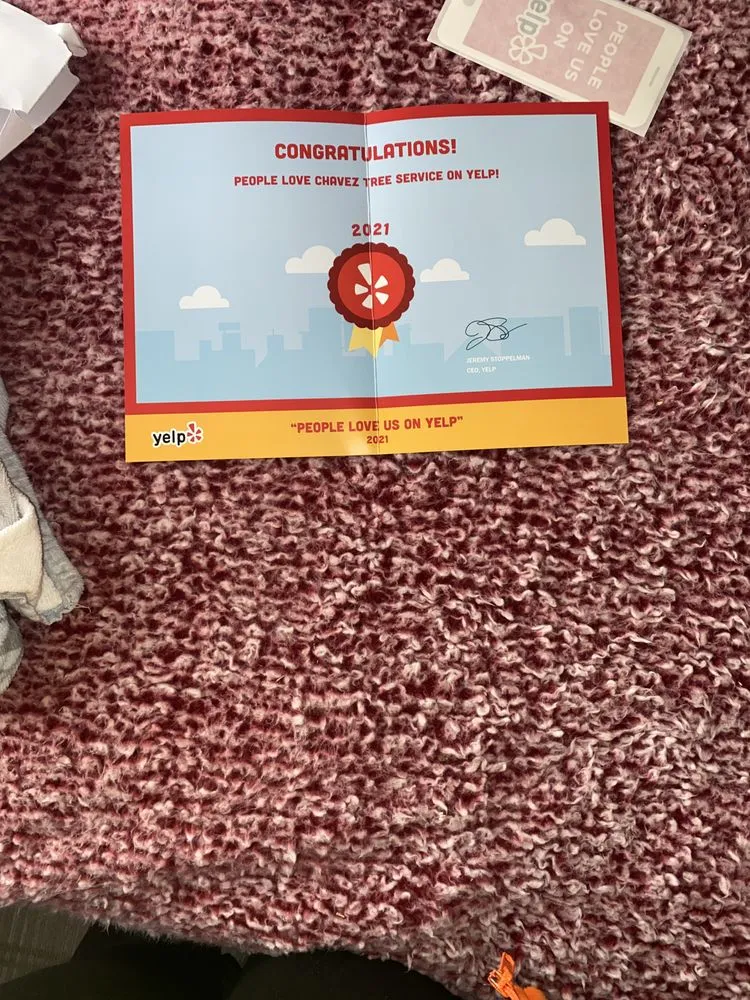 PEOPLE
LOVE US
ON
yelp
CONGRATULATIONS!
PEOPLE LOVE CHAVEZ TREE SERVICE ON YELP!
2021
JEREMY STOPPELMAN
CEO, YELP
yelp
"PEOPLE LOVE US ON YELP"
2021